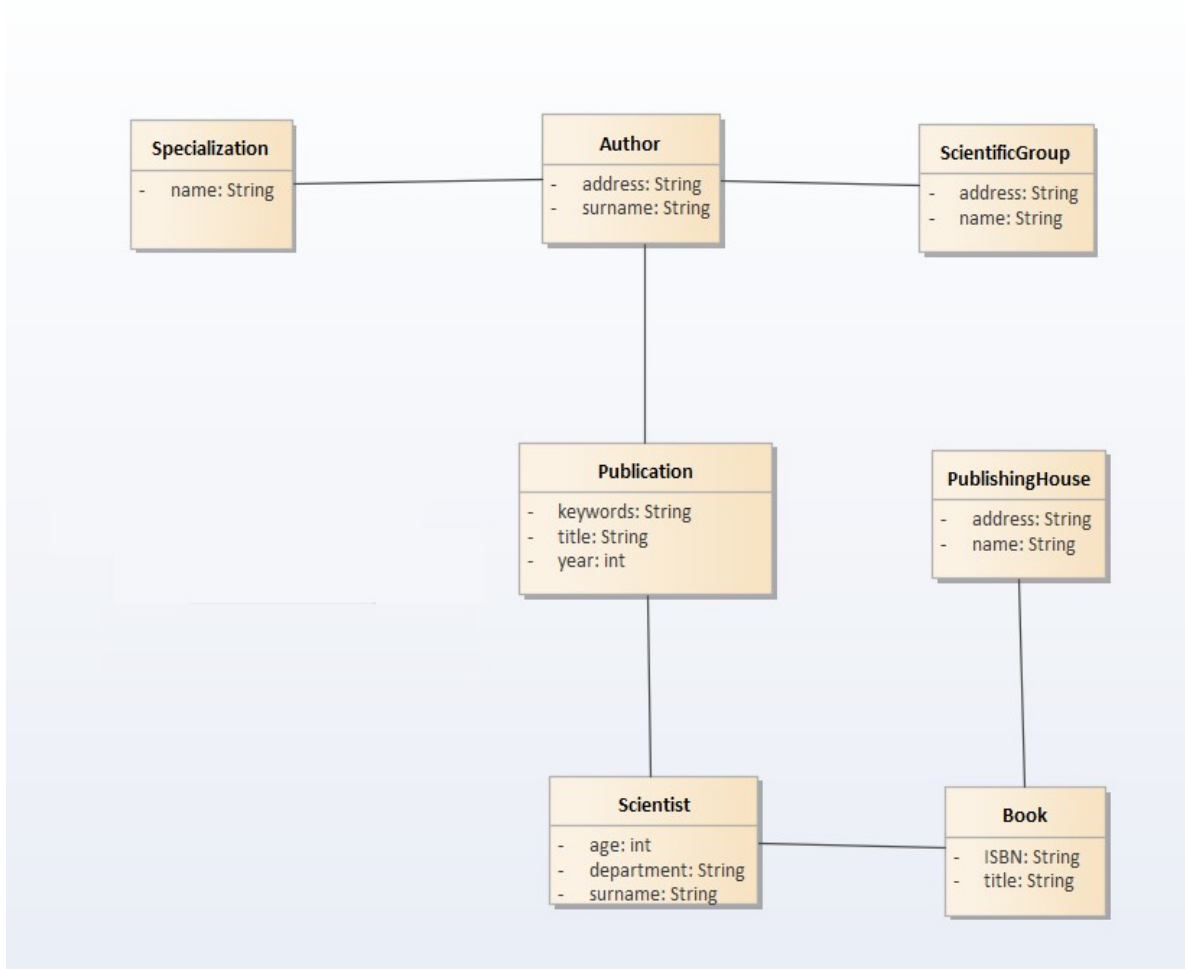 Specialization
- name: String
Author
- address: String
- surname: String
ScientificGroup
- address: String
- name: String
Publication
- keywords: String
- title: String
- year: int
PublishingHouse
- address: String
- name: String
Scientist
- age: int
- department: String
- surname: String
Book
- ISBN: String
- title: String